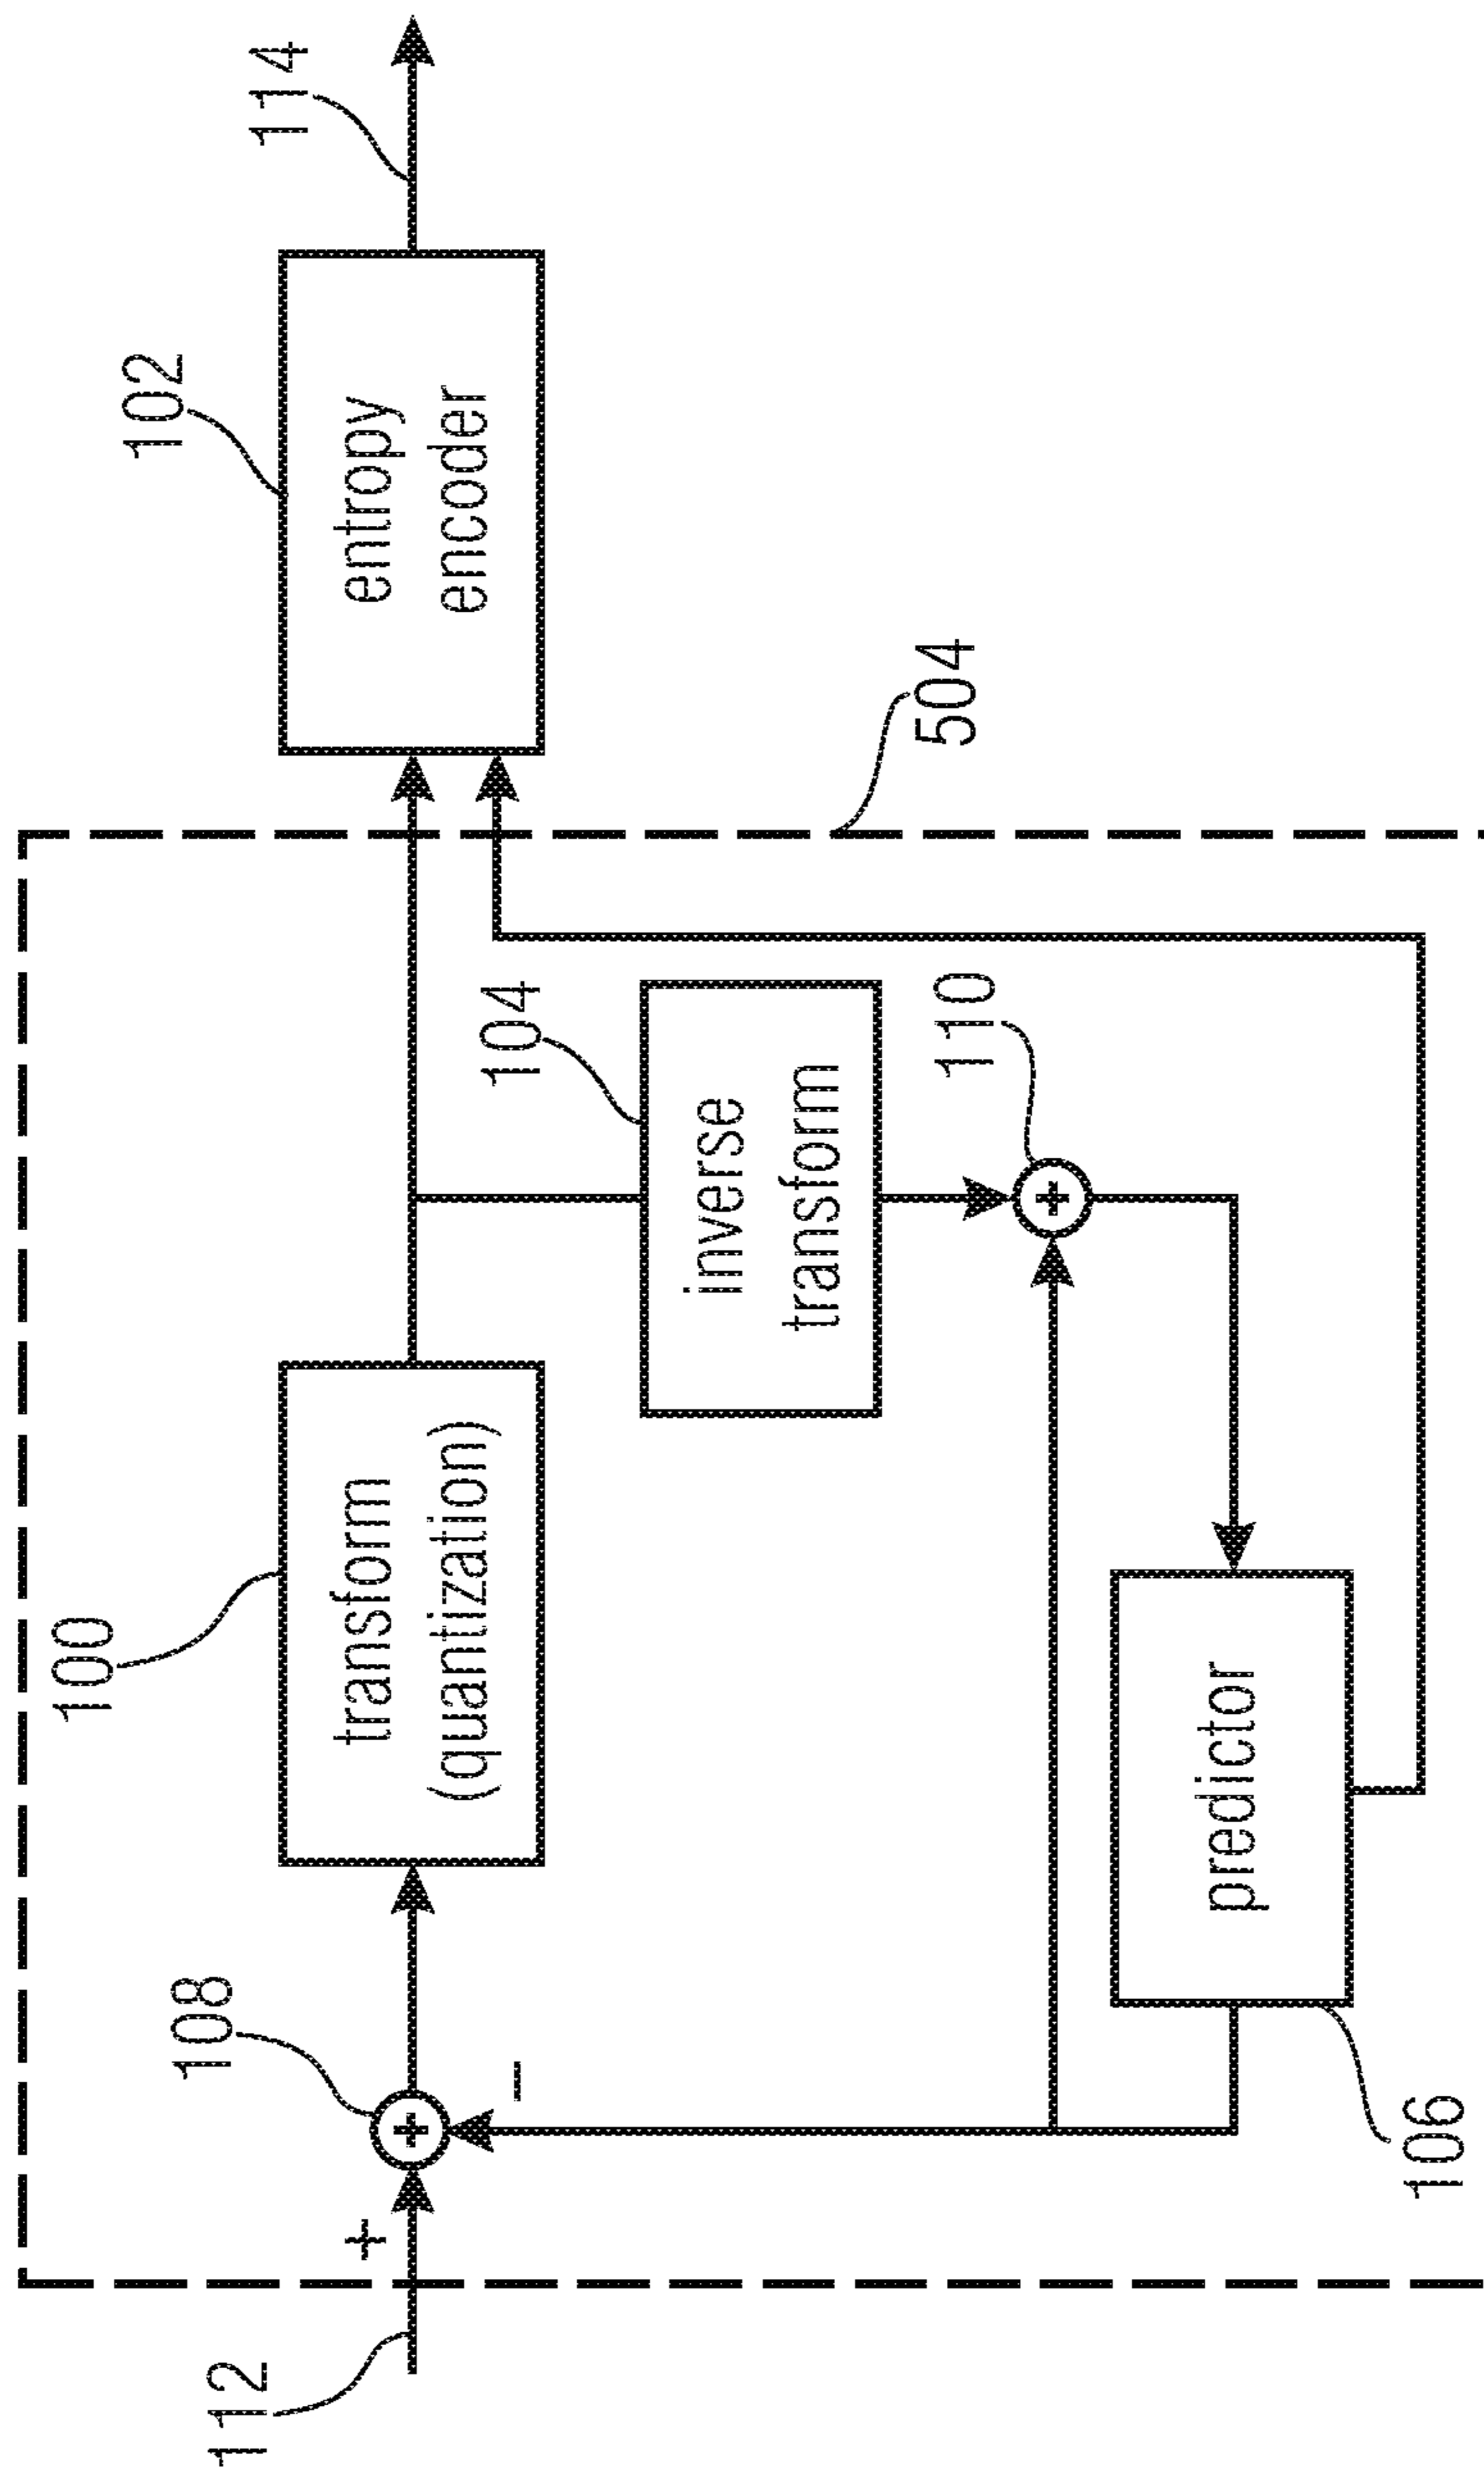 112
+
108
−
100
transform
(quantization)
104
inverse
transform
+
+
110
106
predictor
504
102
entropy
encoder
114